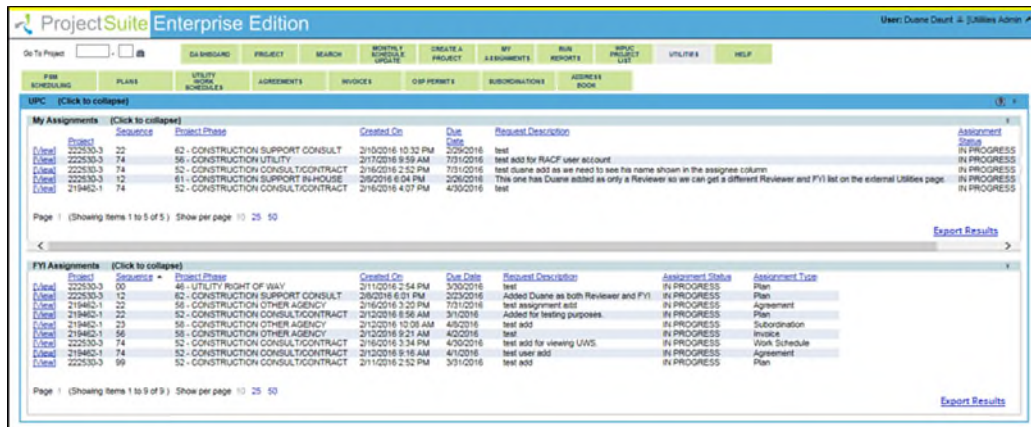 ProjectSuite Enterprise Edition
User: Duane Daunt | Utilities Admin
Go To Project - 
DASHBOARD PROJECT SEARCH MONTHLY SCHEDULE UPDATE CREATE A PROJECT MY ASSIGNMENTS RUN REPORTS WPUC PROJECT LIST UTILITIES HELP
PSM SCHEDULING PLANS UTILITY WORK SCHEDULES AGREEMENTS INVOICES OSP PERMITS SUBORDINATIONS ADDRESS BOOK
UPC (Click to collapse)
My Assignments (Click to collapse)
Project Sequence Project Phase Created On Due Date Request Description Assignment Status
[View] 222530-3 22 62 - CONSTRUCTION SUPPORT CONSULT 2/10/2016 10:32 PM 2/29/2016 test IN PROGRESS
[View] 222530-3 74 56 - CONSTRUCTION UTILITY 2/17/2016 9:59 AM 7/31/2016 test add for RACF user account IN PROGRESS
[View] 222530-3 74 52 - CONSTRUCTION CONSULT/CONTRACT 2/16/2016 2:52 PM 7/31/2016 test duane add as we need to see his name shown in the assignee column IN PROGRESS
[View] 222530-3 12 61 - CONSTRUCTION SUPPORT IN-HOUSE 2/8/2016 6:04 PM 2/26/2016 This one has Duane added as only a Reviewer so we can get a different Reviewer and FYI list on the external Utilities page. IN PROGRESS
[View] 219462-1 74 52 - CONSTRUCTION CONSULT/CONTRACT 2/16/2016 4:07 PM 4/30/2016 test IN PROGRESS
Page 1 (Showing Items 1 to 5 of 5) Show per page 10 25 50
Export Results
FYI Assignments (Click to collapse)
Project Sequence Project Phase Created On Due Date Request Description Assignment Status Assignment Type
[View] 222530-3 00 46 - UTILITY RIGHT OF WAY 2/11/2016 2:54 PM 3/30/2016 test IN PROGRESS Plan
[View] 222530-3 12 62 - CONSTRUCTION SUPPORT CONSULT 2/8/2016 6:01 PM 2/23/2016 Added Duane as both Reviewer and FYI IN PROGRESS Plan
[View] 219462-1 22 58 - CONSTRUCTION OTHER AGENCY 2/16/2016 3:20 PM 7/31/2016 test assignment add IN PROGRESS Agreement
[View] 219462-1 22 52 - CONSTRUCTION CONSULT/CONTRACT 2/12/2016 8:56 AM 3/1/2016 Added for testing purposes. IN PROGRESS Plan
[View] 219462-1 23 58 - CONSTRUCTION OTHER AGENCY 2/12/2016 10:08 AM 4/8/2016 test add IN PROGRESS Subordination
[View] 219462-1 56 58 - CONSTRUCTION OTHER AGENCY 2/12/2016 9:21 AM 4/2/2016 test IN PROGRESS Invoice
[View] 222530-3 74 52 - CONSTRUCTION CONSULT/CONTRACT 2/16/2016 3:34 PM 4/30/2016 test add for viewing UWS. IN PROGRESS Work Schedule
[View] 219462-1 74 52 - CONSTRUCTION CONSULT/CONTRACT 2/12/2016 9:16 AM 4/1/2016 test user add IN PROGRESS Agreement
[View] 222530-3 99 52 - CONSTRUCTION CONSULT/CONTRACT 2/11/2016 2:52 PM 3/31/2016 test add IN PROGRESS Plan
Page 1 (Showing Items 1 to 9 of 9) Show per page 10 25 50
Export Results